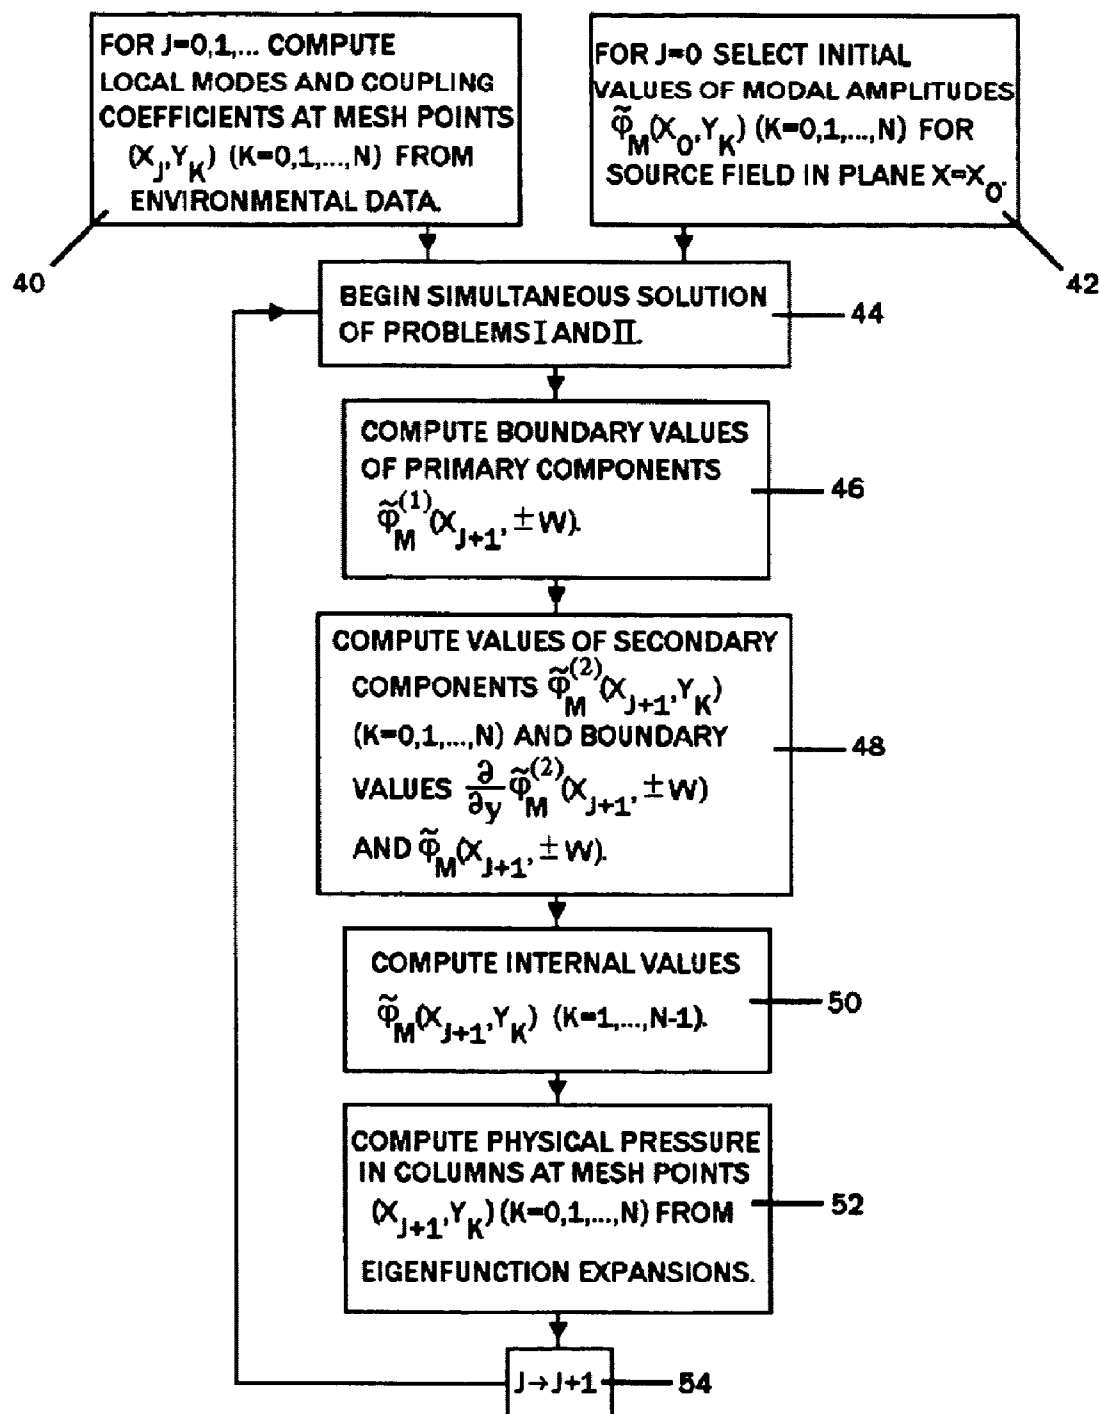 FOR J=0,1,... COMPUTE
LOCAL MODES AND COUPLING
COEFFICIENTS AT MESH POINTS
(X_J,Y_K) (K=0,1,...,N) FROM
ENVIRONMENTAL DATA.
40
FOR J=0 SELECT INITIAL
VALUES OF MODAL AMPLITUDES
φ̃_M(X_0,Y_K) (K=0,1,...,N) FOR
SOURCE FIELD IN PLANE X=X_0.
42
BEGIN SIMULTANEOUS SOLUTION
OF PROBLEMS I AND II.
44
COMPUTE BOUNDARY VALUES
OF PRIMARY COMPONENTS
φ̃_M^(1)(X_J+1, ±W).
46
COMPUTE VALUES OF SECONDARY
COMPONENTS φ̃_M^(2)(X_J+1,Y_K)
(K=0,1,...,N) AND BOUNDARY
VALUES ∂/∂y φ̃_M^(2)(X_J+1, ±W)
AND φ̃_M(X_J+1, ±W).
48
COMPUTE INTERNAL VALUES
φ̃_M(X_J+1,Y_K) (K=1,...,N-1).
50
COMPUTE PHYSICAL PRESSURE
IN COLUMNS AT MESH POINTS
(X_J+1,Y_K) (K=0,1,...,N) FROM
EIGENFUNCTION EXPANSIONS.
52
J→J+1
54